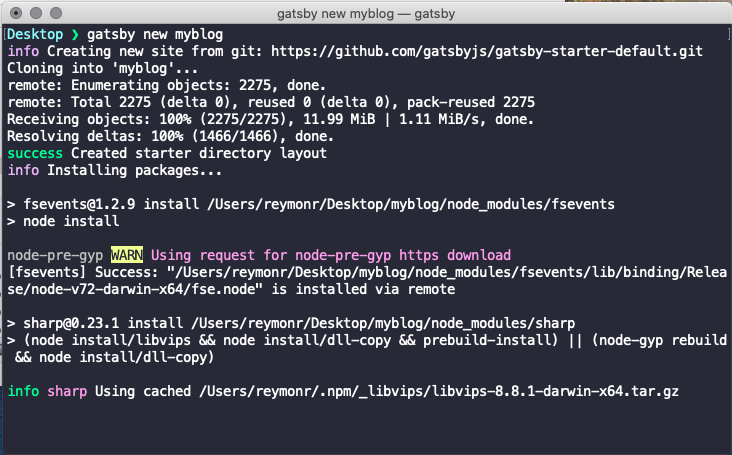 gatsby new myblog — gatsby
[Desktop ❯ gatsby new myblog ]
info Creating new site from git: https://github.com/gatsbyjs/gatsby-starter-default.git
Cloning into 'myblog'...
remote: Enumerating objects: 2275, done.
remote: Total 2275 (delta 0), reused 0 (delta 0), pack-reused 2275
Receiving objects: 100% (2275/2275), 11.99 MiB | 1.11 MiB/s, done.
Resolving deltas: 100% (1466/1466), done.
success Created starter directory layout
info Installing packages...
> fsevents@1.2.9 install /Users/reymonr/Desktop/myblog/node_modules/fsevents
> node install
node-pre-gyp WARN Using request for node-pre-gyp https download
[fsevents] Success: "/Users/reymonr/Desktop/myblog/node_modules/fsevents/lib/binding/Relea
se/node-v72-darwin-x64/fse.node" is installed via remote
> sharp@0.23.1 install /Users/reymonr/Desktop/myblog/node_modules/sharp
> (node install/libvips && node install/dll-copy && prebuild-install) || (node-gyp rebuild
 && node install/dll-copy)
info sharp Using cached /Users/reymonr/.npm/_libvips/libvips-8.8.1-darwin-x64.tar.gz